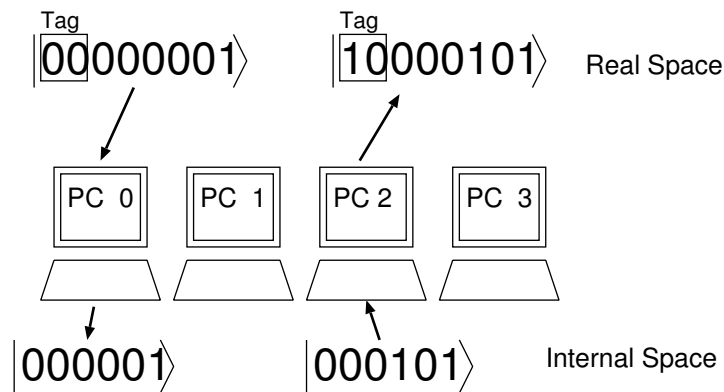 Tag Tag
|00000001⟩ |10000101⟩ Real Space
PC 0 PC 1 PC 2 PC 3
|000001⟩ |000101⟩ Internal Space